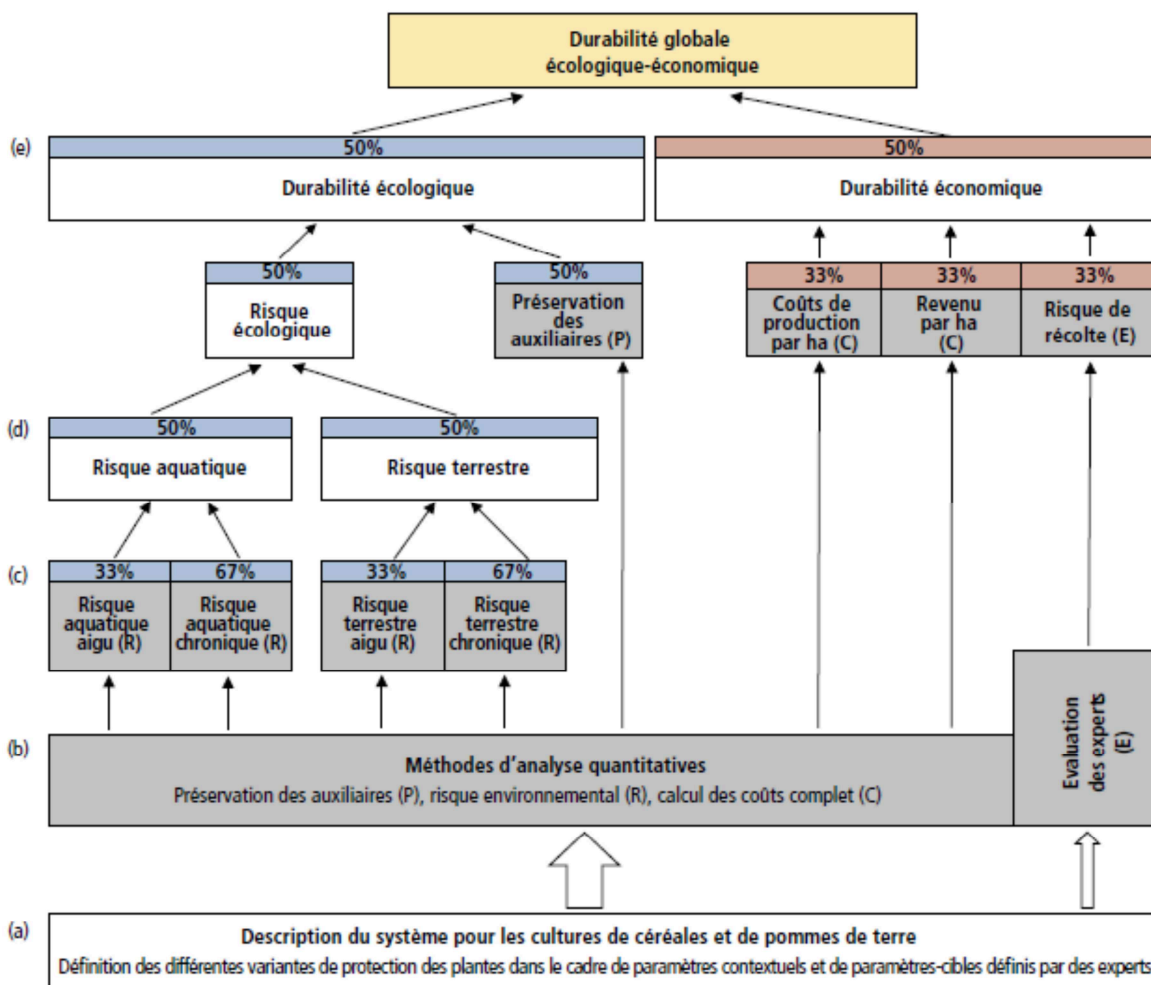 Durabilité globale
écologique-économique
(e)
50%
50%
Durabilité écologique
Durabilité économique
50%
50%
33%
33%
33%
Risque
écologique
Préservation
des
auxiliaires (P)
Coûts de
production
par ha (C)
Revenu
par ha
(C)
Risque de
récolte (E)
(d)
50%
50%
Risque aquatique
Risque terrestre
(c)
33%
67%
33%
67%
Risque
aquatique
aigu (R)
Risque
aquatique
chronique (R)
Risque
terrestre
aigu (R)
Risque
terrestre
chronique (R)
(b)
Méthodes d'analyse quantitatives
Préservation des auxiliaires (P), risque environnemental (R), calcul des coûts complet (C)
Evaluation
des experts
(E)
(a)
Description du système pour les cultures de céréales et de pommes de terre
Définition des différentes variantes de protection des plantes dans le cadre de paramètres contextuels et de paramètres-cibles définis par des experts